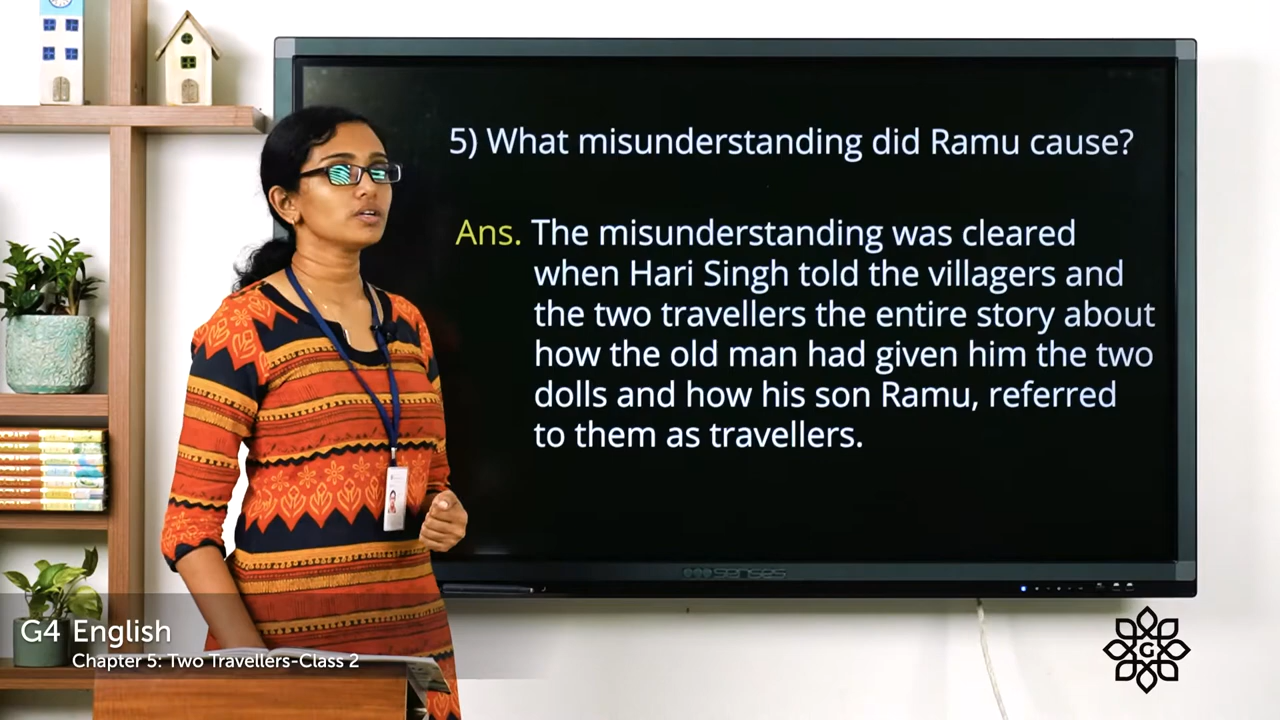 5) What misunderstanding did Ramu cause?
Ans. The misunderstanding was cleared
when Hari Singh told the villagers and
the two travellers the entire story about
how the old man had given him the two
dolls and how his son Ramu, referred
to them as travellers.
senses
G4 English
Chapter 5: Two Travellers-Class 2
G